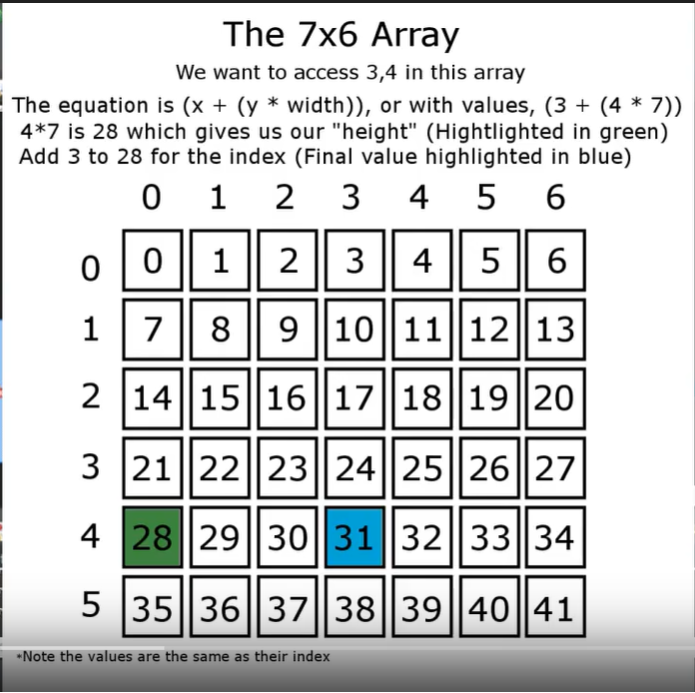 The 7x6 Array
We want to access 3,4 in this array
The equation is (x + (y * width)), or with values, (3 + (4 * 7))
4*7 is 28 which gives us our "height" (Hightlighted in green)
Add 3 to 28 for the index (Final value highlighted in blue)
0 1 2 3 4 5 6
0 0 1 2 3 4 5 6
1 7 8 9 10 11 12 13
2 14 15 16 17 18 19 20
3 21 22 23 24 25 26 27
4 28 29 30 31 32 33 34
5 35 36 37 38 39 40 41
*Note the values are the same as their index